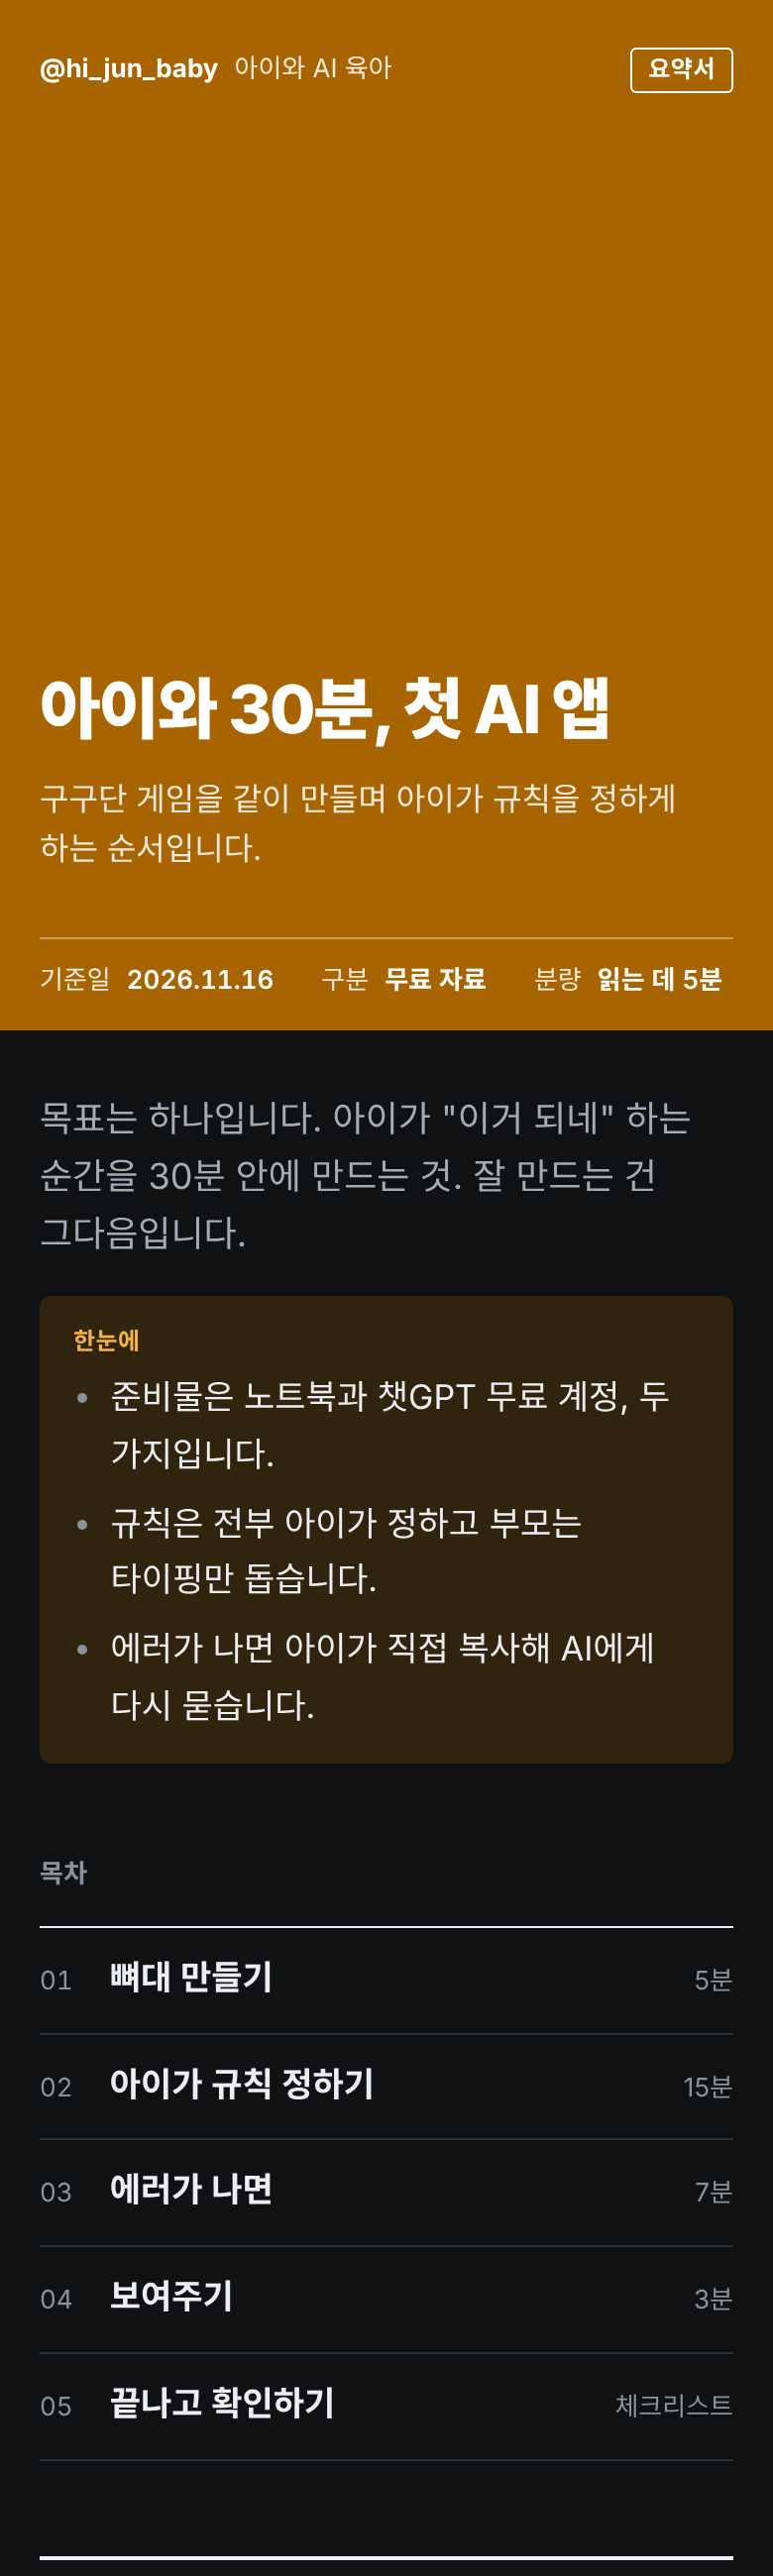 @hi_jun_baby 아이와 AI 육아
요약서
아이와 30분, 첫 AI 앱
구구단 게임을 같이 만들며 아이가 규칙을 정하게
하는 순서입니다.
기준일 2026.11.16 구분 무료 자료 분량 읽는 데 5분
목표는 하나입니다. 아이가 "이거 되네" 하는
순간을 30분 안에 만드는 것. 잘 만드는 건
그다음입니다.
한눈에
• 준비물은 노트북과 챗GPT 무료 계정, 두
가지입니다.
• 규칙은 전부 아이가 정하고 부모는
타이핑만 돕습니다.
• 에러가 나면 아이가 직접 복사해 AI에게
다시 묻습니다.
목차
01 뼈대 만들기 5분
02 아이가 규칙 정하기 15분
03 에러가 나면 7분
04 보여주기 3분
05 끝나고 확인하기 체크리스트